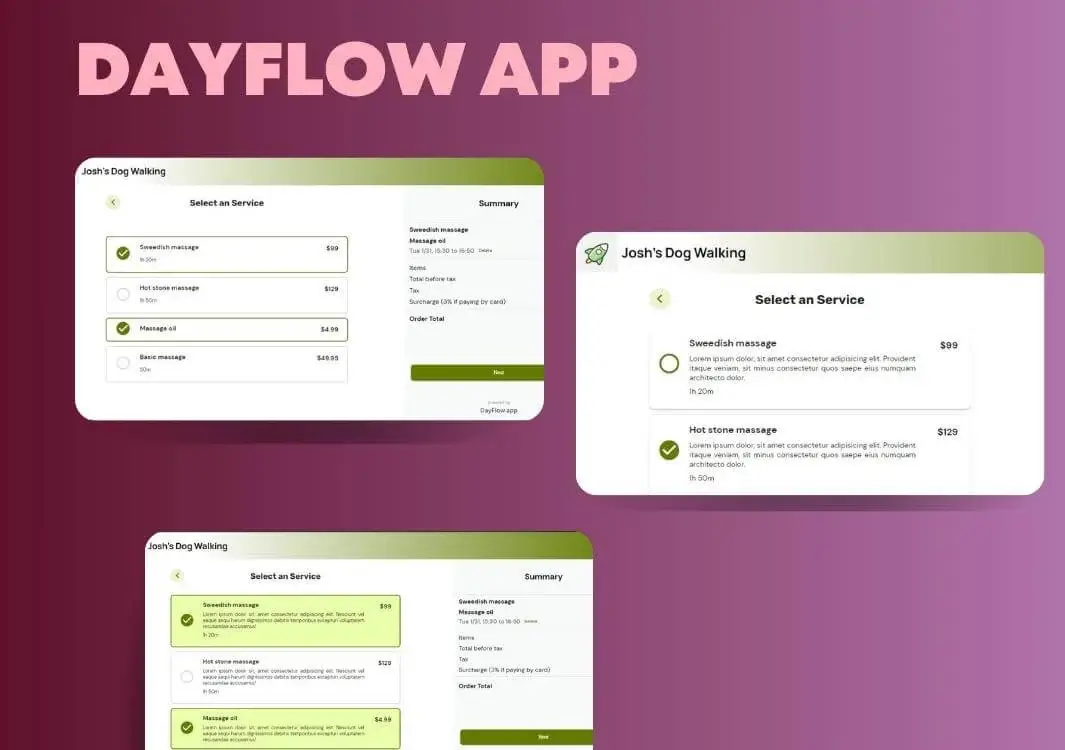 DAYFLOW APP
Josh's Dog Walking
Select an Service
Sweedish massage
$99
1h 20m
Hot stone massage
$129
1h 50m
Massage oil
$4.99
Basic massage
$49.95
50m
Summary
Sweedish massage
Massage oil
Tue 1/31, 15:30 to 16:50 Delete
Items
Total before tax
Tax
Surcharge (3% if paying by card)
Order Total
Next
powered by
DayFlow.app
Josh's Dog Walking
Select an Service
Sweedish massage
$99
Lorem ipsum dolor, sit amet consectetur adipisicing elit. Provident
itaque veniam, sit minus consectetur quos saepe eius numquam
architecto dolor.
1h 20m
Hot stone massage
$129
Lorem ipsum dolor, sit amet consectetur adipisicing elit. Provident
itaque veniam, sit minus consectetur quos saepe eius numquam
architecto dolor.
1h 50m
Josh's Dog Walking
Select an Service
Sweedish massage
$99
Lorem ipsum dolor sit, amet consectetur adipisicing elit. Nesciunt vel
eaque sequi harum dignissimos debitis temporibus excepturi voluptatem
recusandae accusamus!
1h 20m
Hot stone massage
$129
Lorem ipsum dolor sit, amet consectetur adipisicing elit. Nesciunt vel
eaque sequi harum dignissimos debitis temporibus excepturi voluptatem
recusandae accusamus!
1h 50m
Massage oil
$4.99
Lorem ipsum dolor sit, amet consectetur adipisicing elit. Nesciunt vel
eaque sequi harum dignissimos debitis temporibus excepturi voluptatem
recusandae accusamus!
Summary
Sweedish massage
Massage oil
Tue 1/31, 15:30 to 16:50 Delete
Items
Total before tax
Tax
Surcharge (3% if paying by card)
Order Total
Next